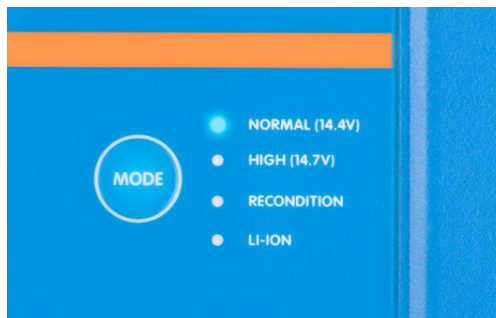 MODE
NORMAL (14.4V)
HIGH (14.7V)
RECONDITION
LI-ION